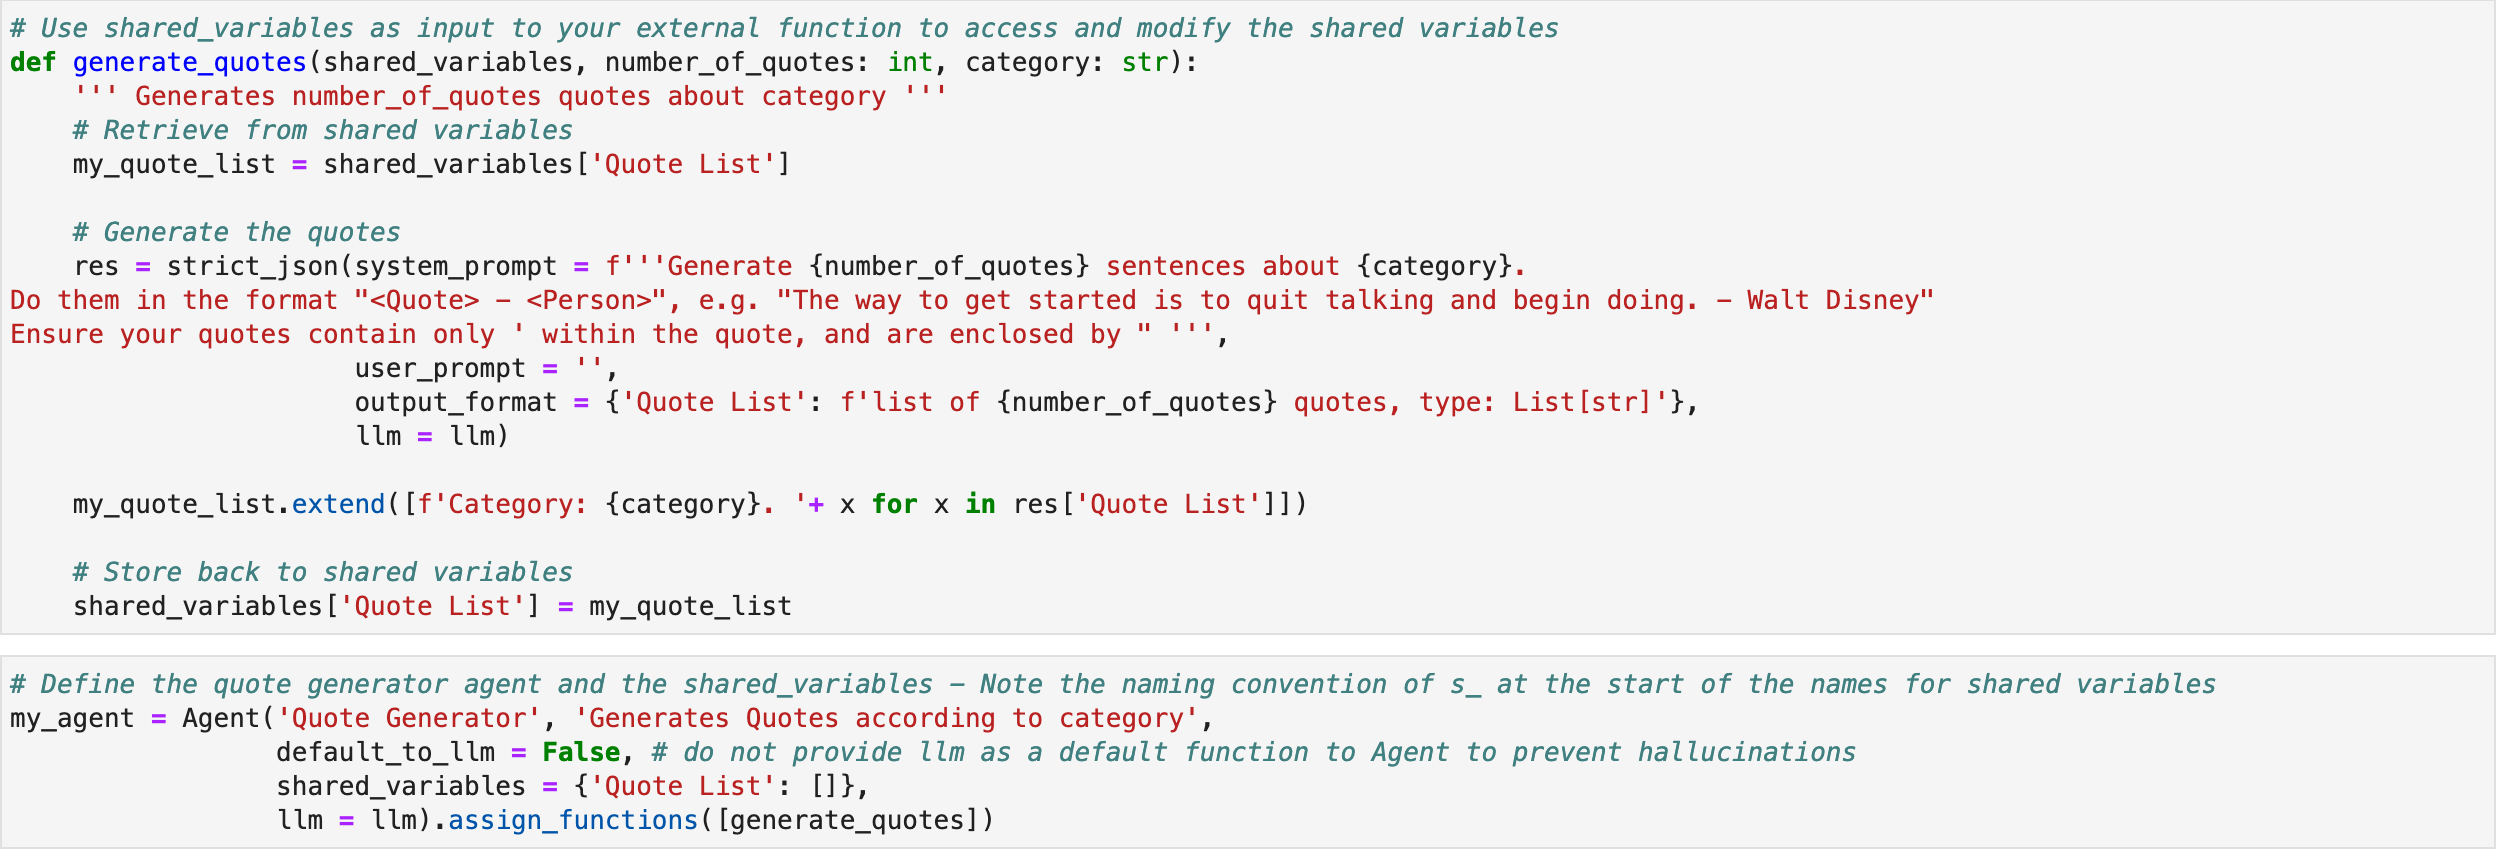 # Use shared_variables as input to your external function to access and modify the shared variables
def generate_quotes(shared_variables, number_of_quotes: int, category: str):
    ''' Generates number_of_quotes quotes about category '''
    # Retrieve from shared variables
    my_quote_list = shared_variables['Quote List']

    # Generate the quotes
    res = strict_json(system_prompt = f'''Generate {number_of_quotes} sentences about {category}.
Do them in the format "<Quote> - <Person>", e.g. "The way to get started is to quit talking and begin doing. - Walt Disney"
Ensure your quotes contain only ' within the quote, and are enclosed by " ''',
                      user_prompt = '',
                      output_format = {'Quote List': f'list of {number_of_quotes} quotes, type: List[str]'},
                      llm = llm)

    my_quote_list.extend([f'Category: {category}. '+ x for x in res['Quote List']])

    # Store back to shared variables
    shared_variables['Quote List'] = my_quote_list

# Define the quote generator agent and the shared_variables - Note the naming convention of s_ at the start of the names for shared variables
my_agent = Agent('Quote Generator', 'Generates Quotes according to category',
                 default_to_llm = False, # do not provide llm as a default function to Agent to prevent hallucinations
                 shared_variables = {'Quote List': []},
                 llm = llm).assign_functions([generate_quotes])